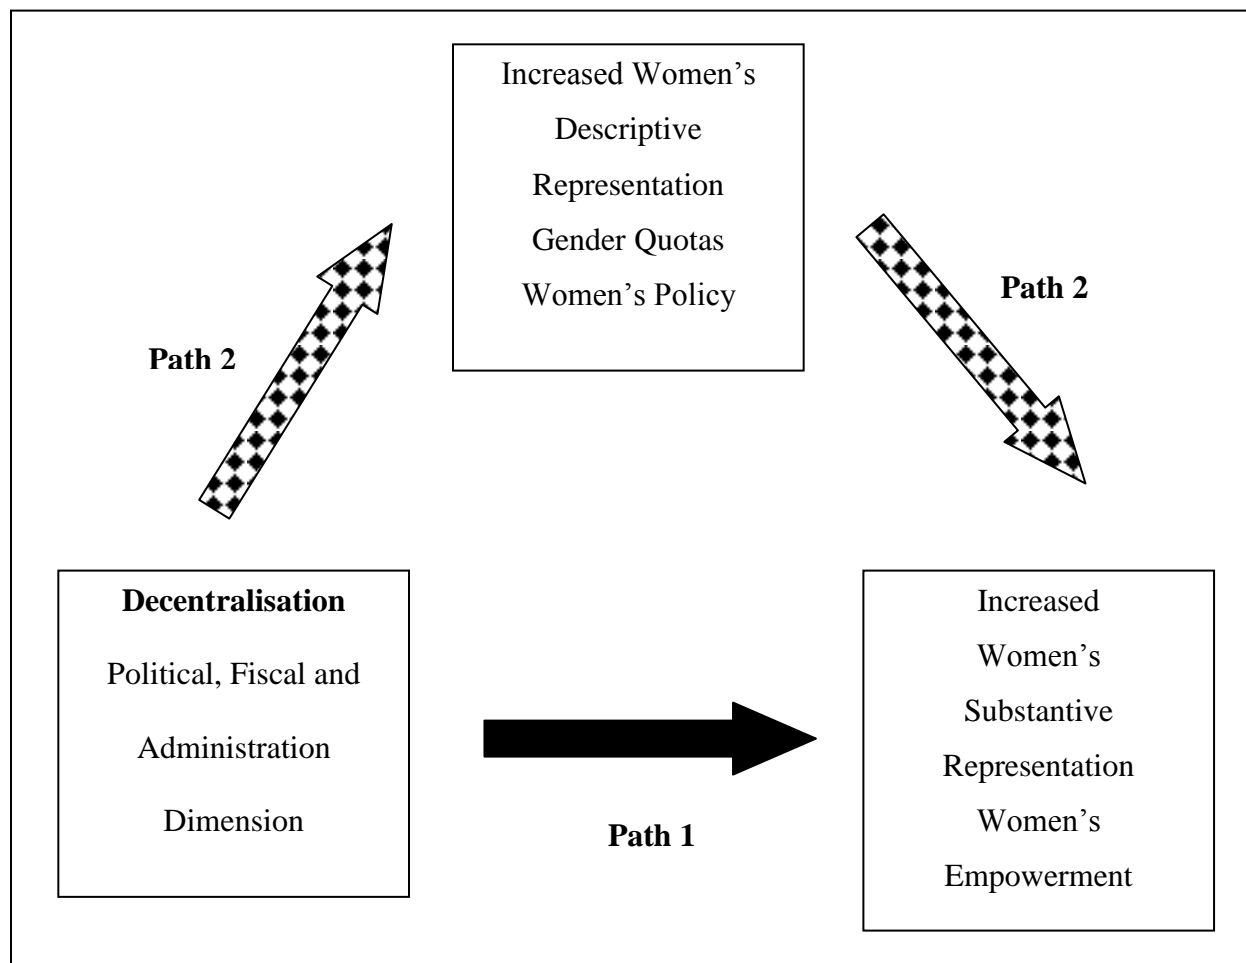 Increased Women’s
Descriptive
Representation
Gender Quotas
Women’s Policy
Path 2
Path 2
Decentralisation
Political, Fiscal and
Administration
Dimension
Path 1
Increased
Women’s
Substantive
Representation
Women’s
Empowerment